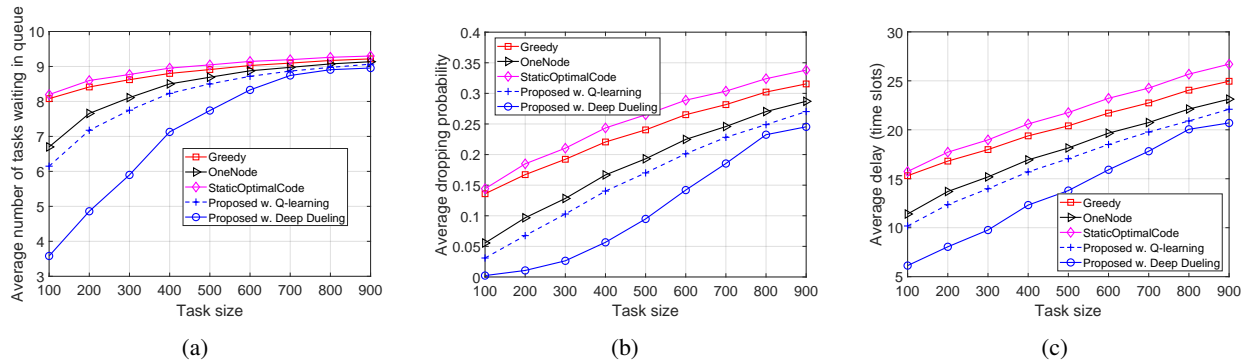 Average number of tasks waiting in queue
10
9
8
7
6
5
4
3
100 200 300 400 500 600 700 800 900
Task size
Greedy
OneNode
StaticOptimalCode
Proposed w. Q-learning
Proposed w. Deep Dueling
(a)
Average dropping probability
0.4
0.35
0.3
0.25
0.2
0.15
0.1
0.05
0
100 200 300 400 500 600 700 800 900
Task size
Greedy
OneNode
StaticOptimalCode
Proposed w. Q-learning
Proposed w. Deep Dueling
(b)
Average delay (time slots)
30
25
20
15
10
5
100 200 300 400 500 600 700 800 900
Task size
Greedy
OneNode
StaticOptimalCode
Proposed w. Q-learning
Proposed w. Deep Dueling
(c)